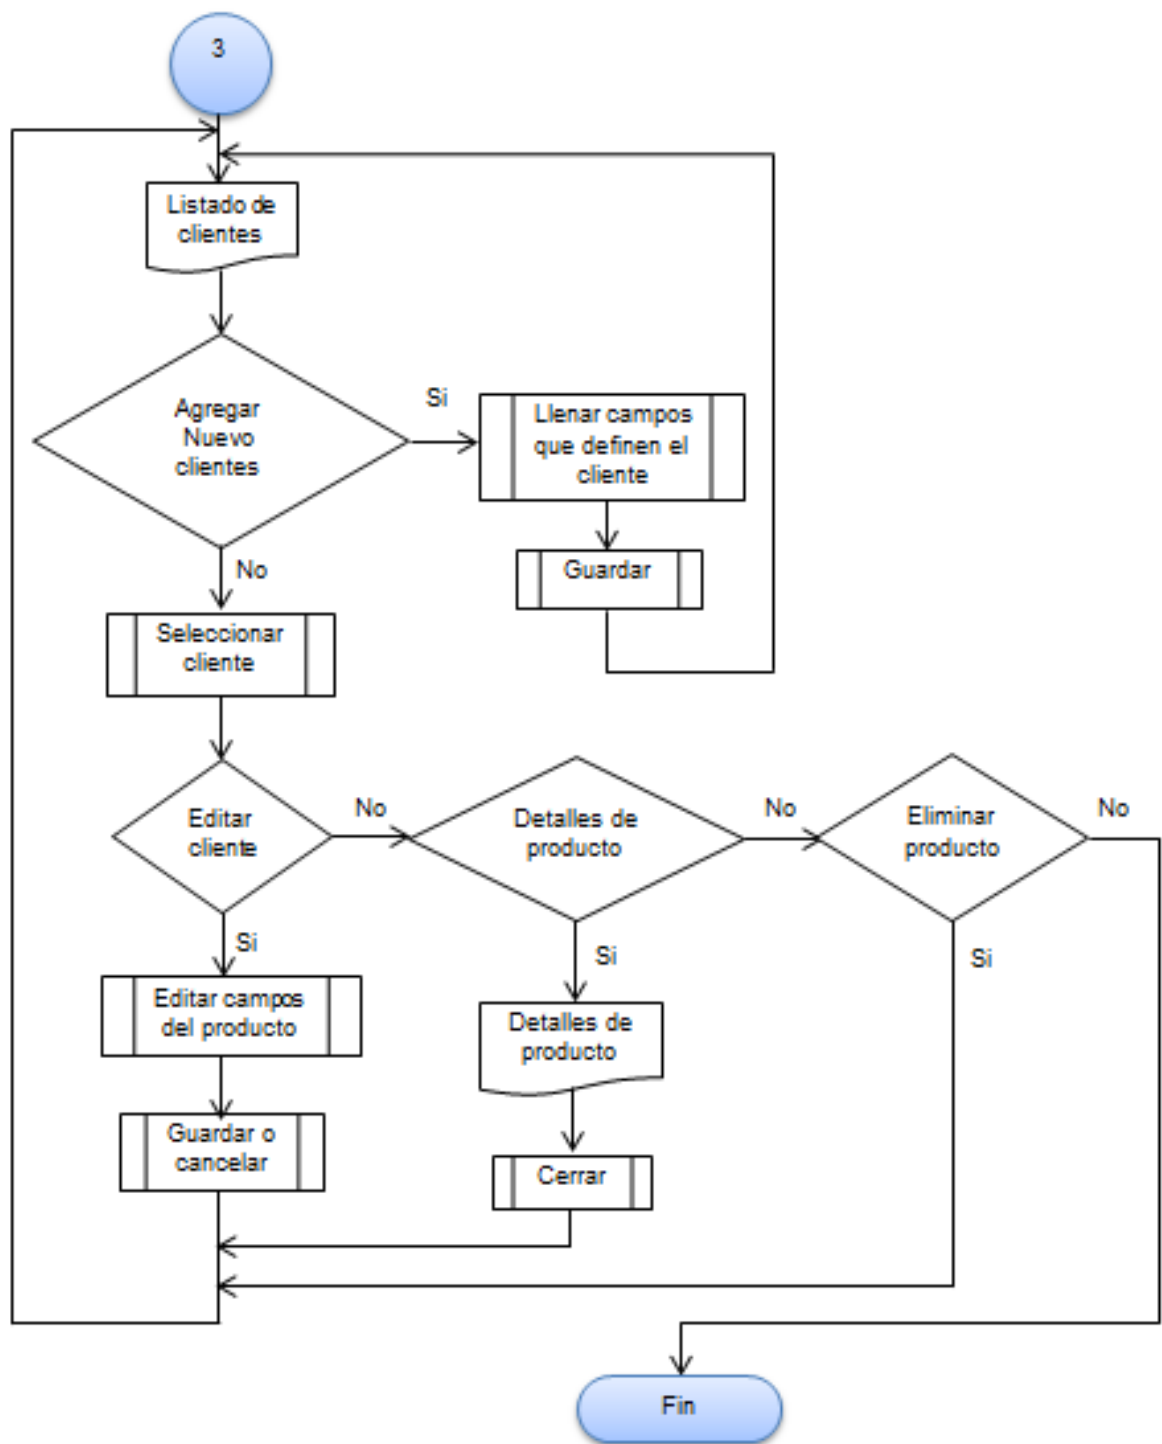 3
Listado de
clientes
Agregar
Nuevo
clientes
Si
Llenar campos
que definen el
cliente
No
Guardar
Seleccionar
cliente
Editar
cliente
No
Detalles de
producto
No
Eliminar
producto
No
Si
Si
Si
Editar campos
del producto
Detalles de
producto
Guardar o
cancelar
Cerrar
Fin